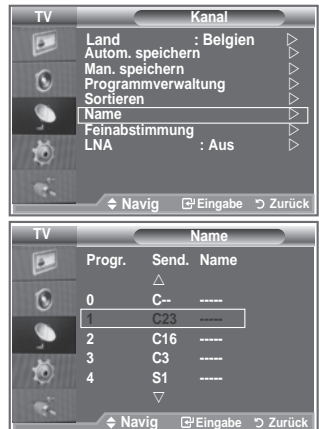 TV Kanal
Land : Belgien
Autom. speichern
Man. speichern
Programmverwaltung
Sortieren
Name
Feinabstimmung
LNA : Aus
Navig Eingabe Zurück
TV Name
Progr. Send. Name
0 C-- -----
1 C23 -----
2 C16 -----
3 C3 -----
4 S1 -----
Navig Eingabe Zurück